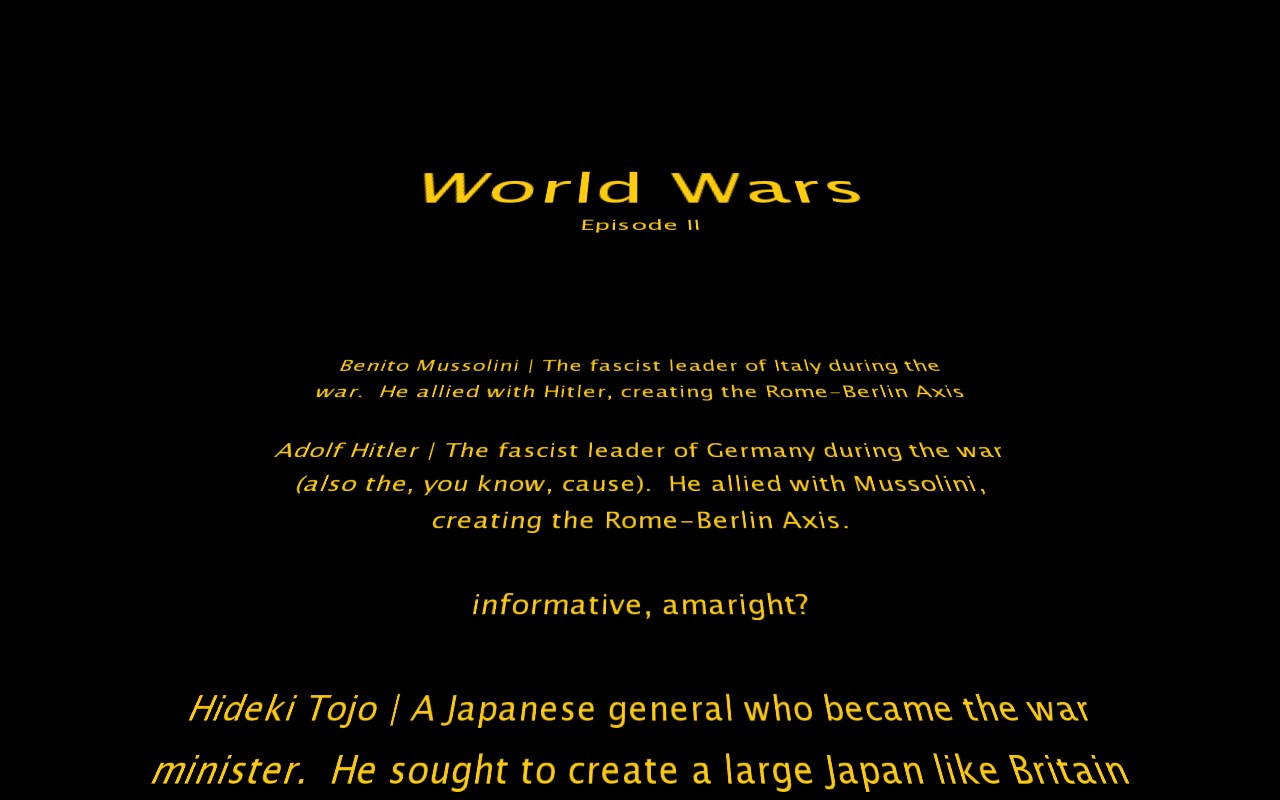 World Wars
Episode II
Benito Mussolini | The fascist leader of Italy during the
war.  He allied with Hitler, creating the Rome-Berlin Axis
Adolf Hitler | The fascist leader of Germany during the war
(also the, you know, cause).  He allied with Mussolini,
creating the Rome-Berlin Axis.
informative, amaright?
Hideki Tojo | A Japanese general who became the war
minister.  He sought to create a large Japan like Britain